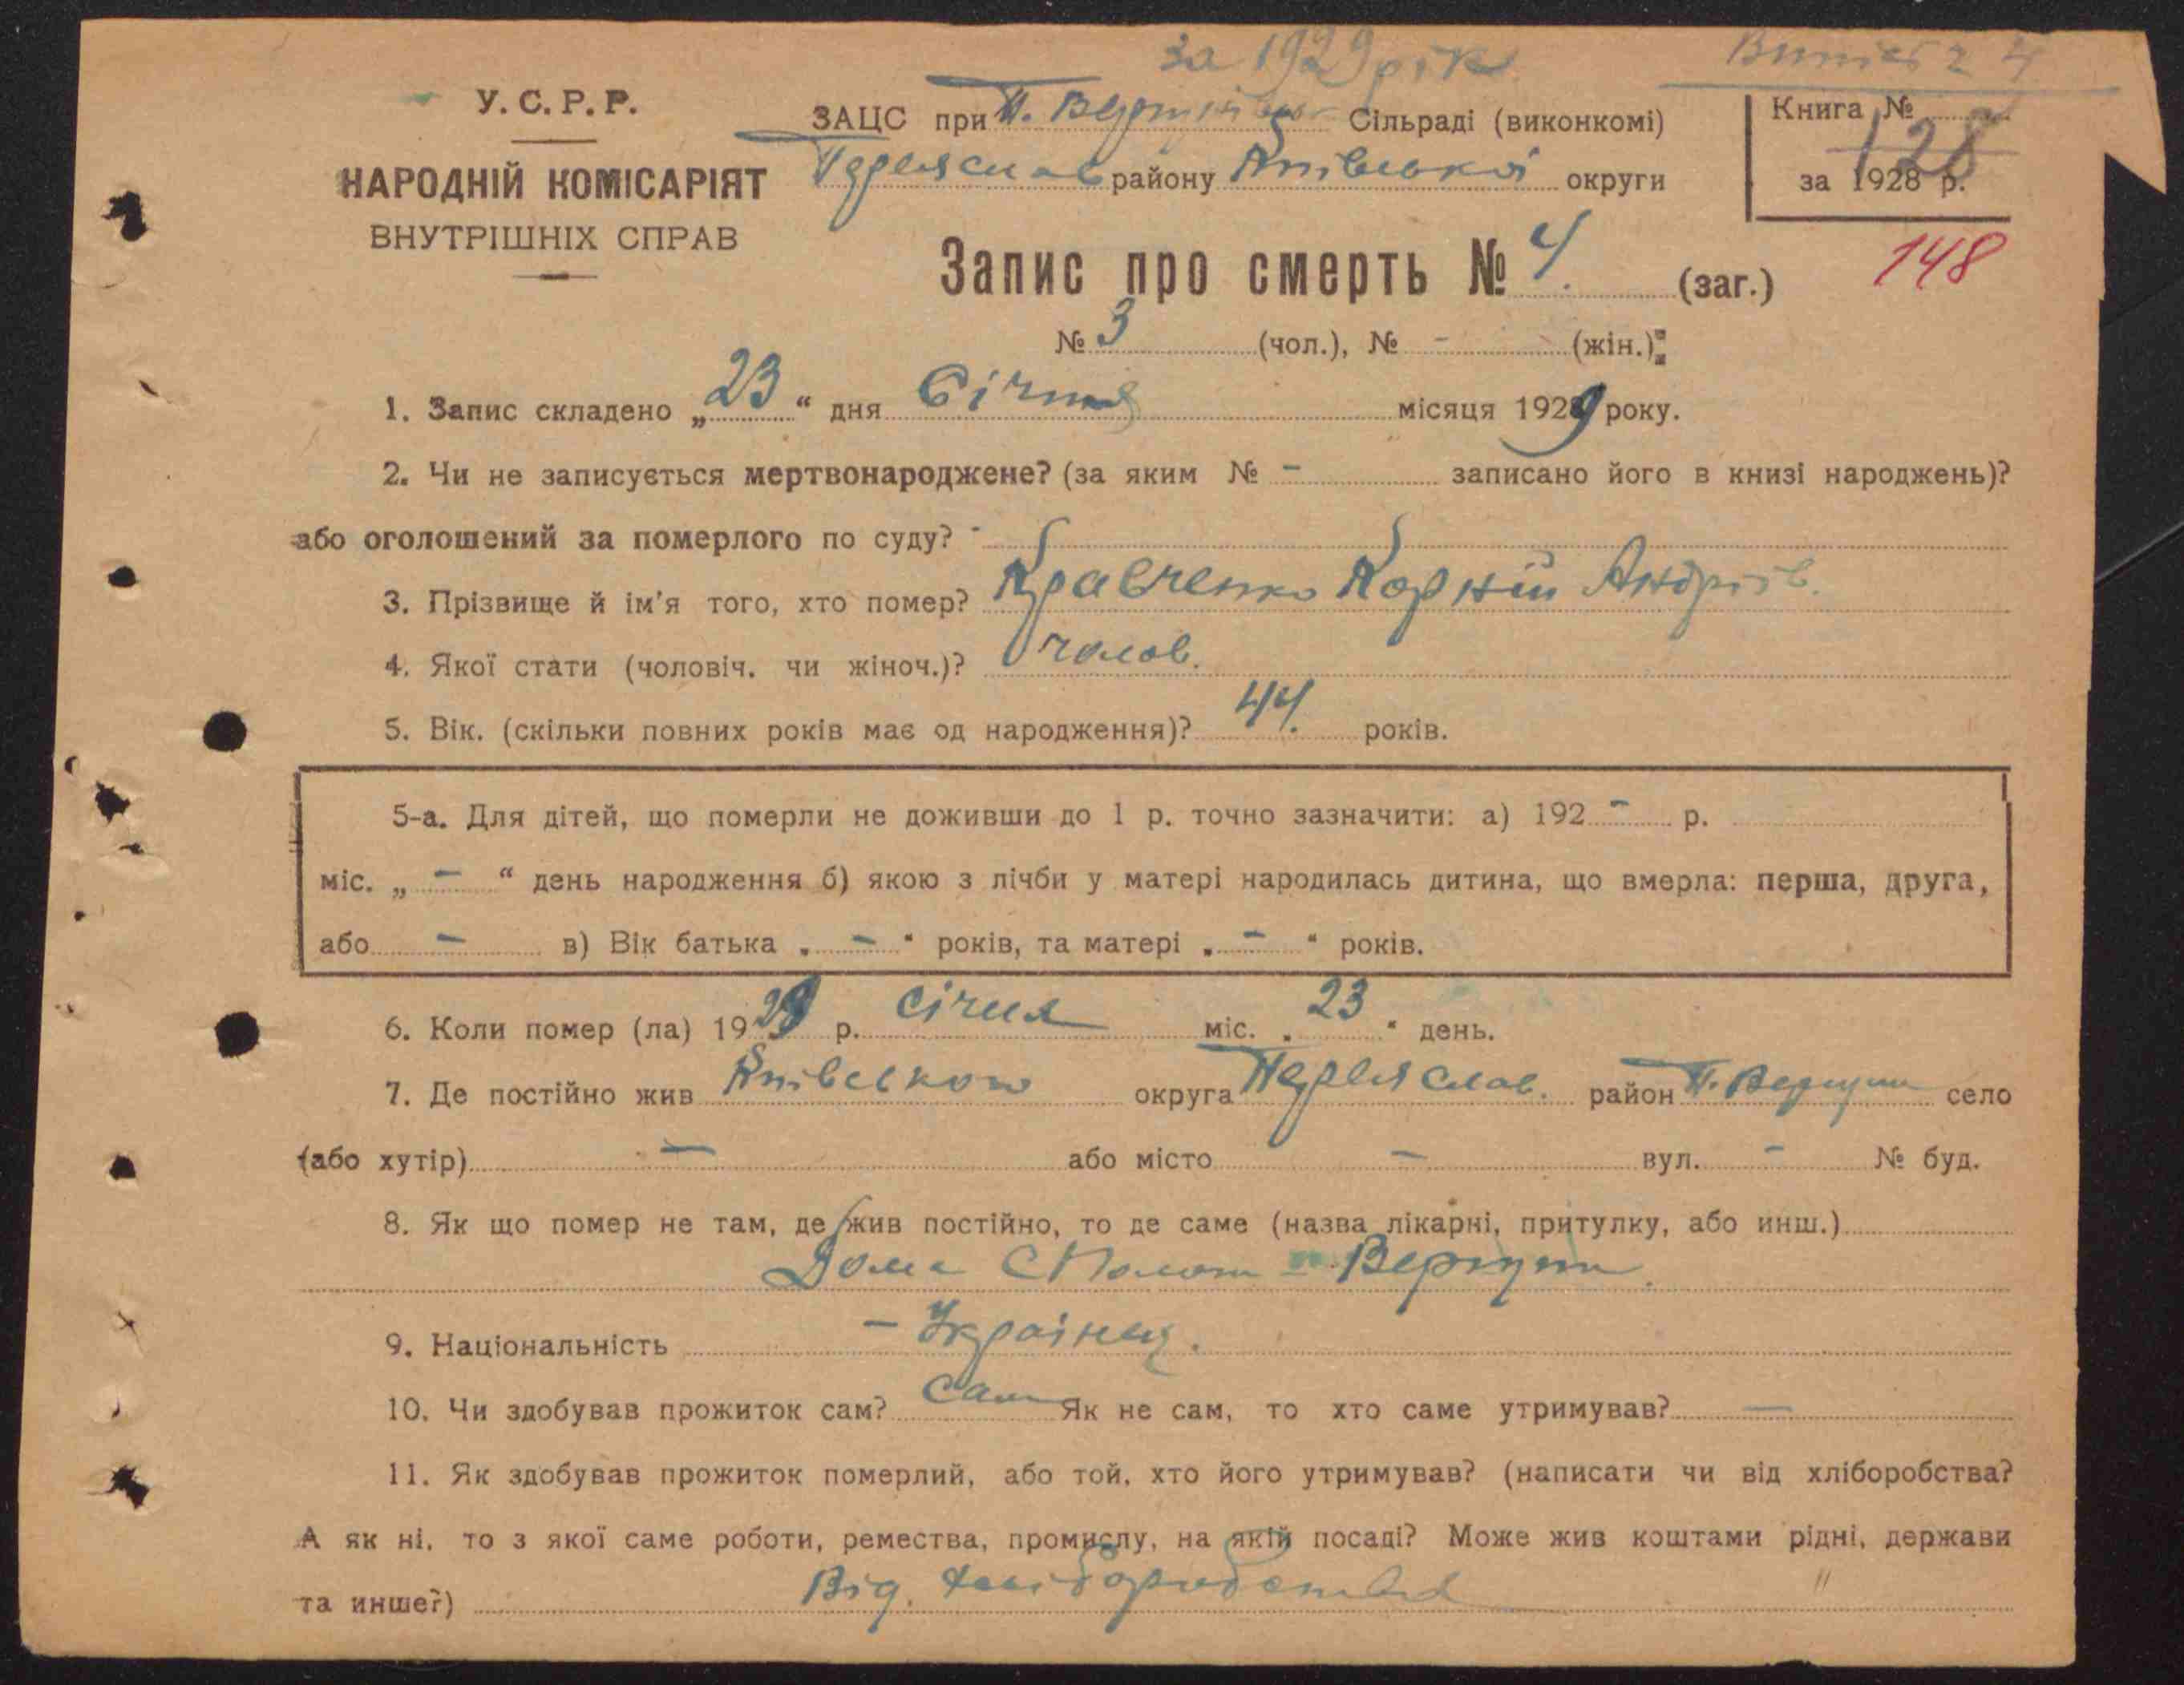 за 1929 рік
У. С. Р. Р.
НАРОДНІЙ КОМІСАРІЯТ
ВНУТРІШНІХ СПРАВ
ЗАЦС при П. Сільраді (виконкомі)
Переяслав району Київської округи
Книга № 128
за 1928 р.
148
Запис про смерть № 4. (заг.)
№ 3 (чол.), № - (жін.)
1. Запис складено „23“ дня Січня місяця 1929 року.
2. Чи не записується мертвонароджене? (за яким № - записано його в книзі народжень)?
або оголошений за померлого по суду? -
3. Прізвище й ім'я того, хто помер? Кравченко Корній Андріїв.
4. Якої стати (чоловіч. чи жіноч.)? чолов.
5. Вік. (скільки повних років має од народження)? 44. років.
5-а. Для дітей, що померли не доживши до 1 р. точно зазначити: а) 192 - р.
міс. „ - “ день народження б) якою з лічби у матері народилась дитина, що вмерла: перша, друга,
або - в) Вік батька „ - “ років, та матері „ - “ років.
6. Коли помер (ла) 1929 р. січня міс. „23“ день.
7. Де постійно жив Київської округа Переяслав. район П. село
(або хутір) - або місто - вул. - № буд.
8. Як що помер не там, де жив постійно, то де саме (назва лікарні, притулку, або инш.)
Дома с
9. Національність - Українец.
10. Чи здобував прожиток сам? сам Як не сам, то хто саме утримував? -
11. Як здобував прожиток померлий, або той, хто його утримував? (написати чи від хліборобства?
А як ні, то з якої саме роботи, ремества, промислу, на якій посаді? Може жив коштами рідні, держави
та инше?) Від. хліборобства